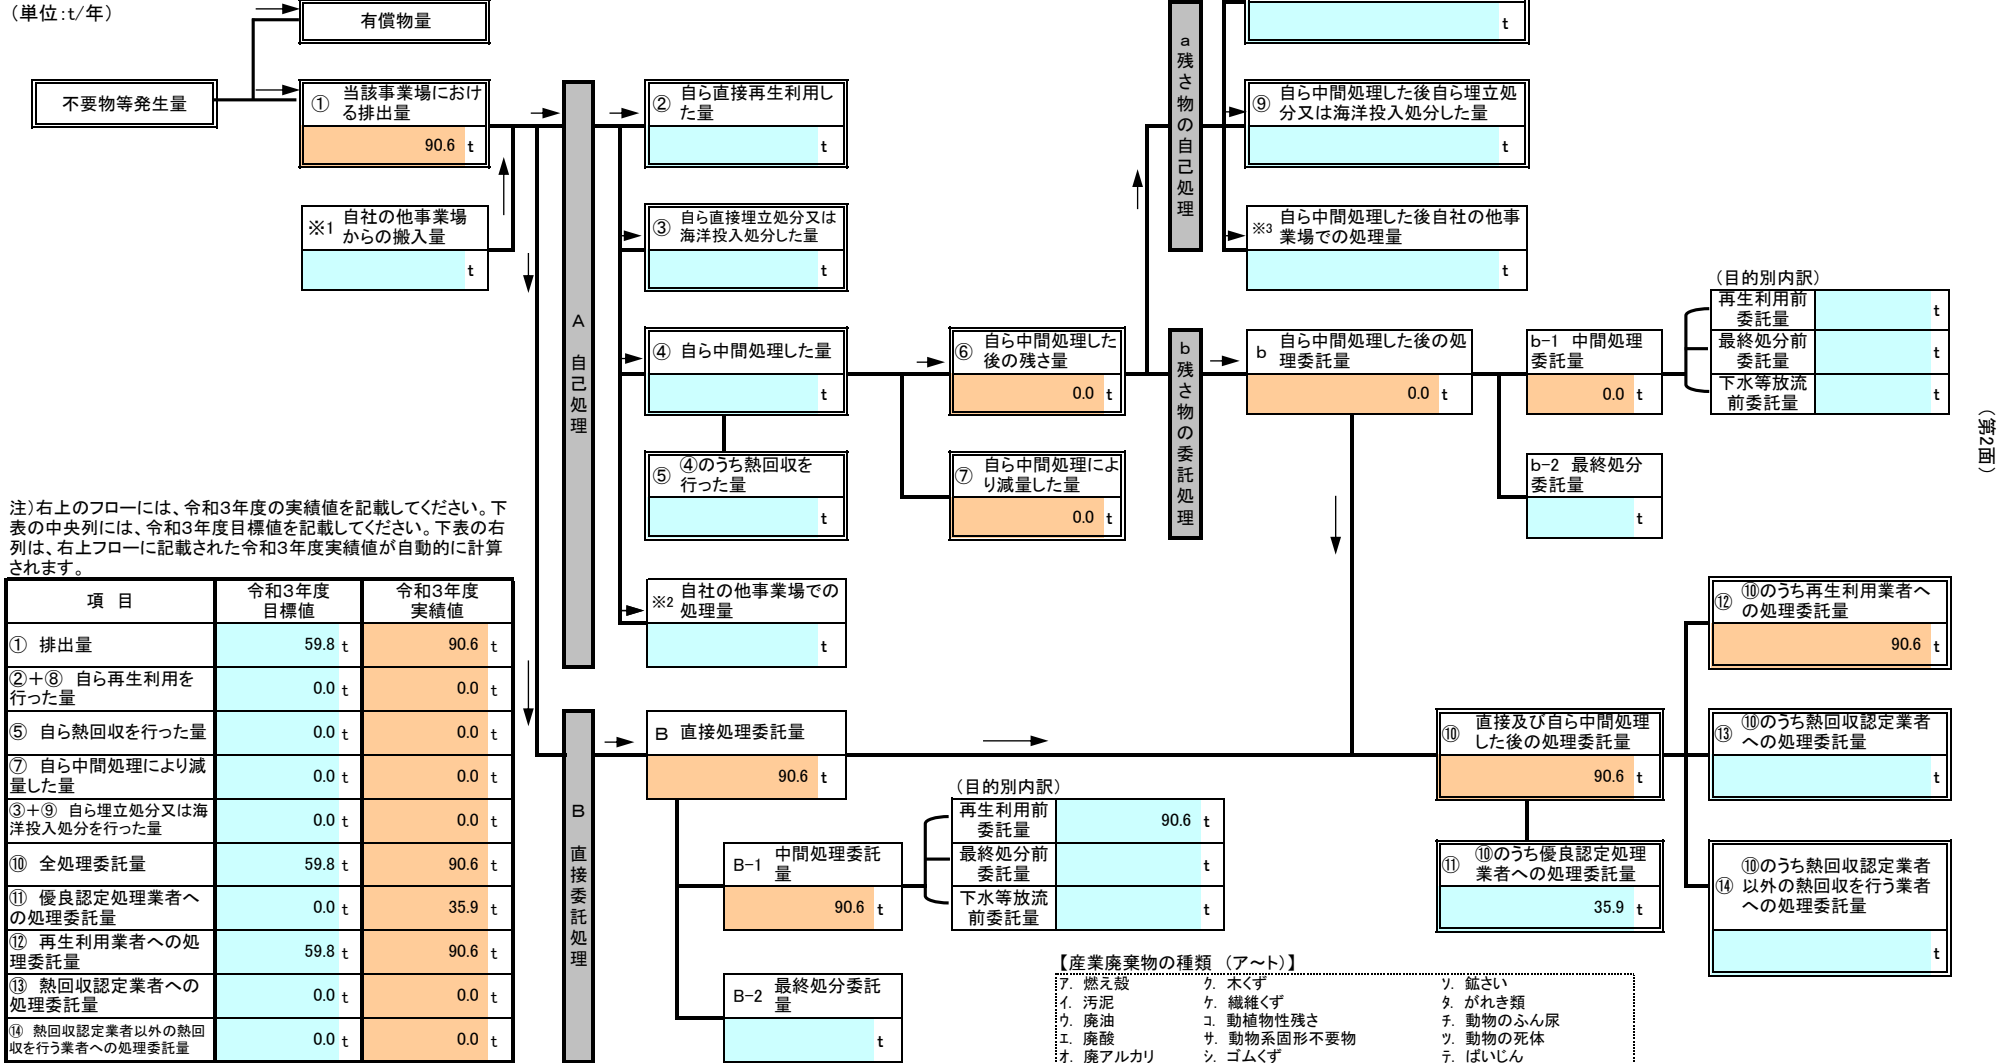 （単位：t/年）
有償物量
不要物等発生量
① 当該事業場におけ
る排出量
90.6 t
※1 自社の他事業場
からの搬入量
t
A 自己処理
② 自ら直接再生利用し
た量
t
③ 自ら直接埋立処分又は
海洋投入処分した量
t
④ 自ら中間処理した量
t
⑤ ④のうち熱回収を
行った量
t
※2 自社の他事業場での
処理量
t
⑥ 自ら中間処理した
後の残さ量
0.0 t
⑦ 自ら中間処理によ
り減量した量
0.0 t
a 残さ物の自己処理
t
⑨ 自ら中間処理した後自ら埋立処
分又は海洋投入処分した量
t
※3 自ら中間処理した後自社の他事
業場での処理量
t
b 残さ物の委託処理
b 自ら中間処理した後の処
理委託量
0.0 t
b-1 中間処理
委託量
0.0 t
（目的別内訳）
再生利用前
委託量
t
最終処分前
委託量
t
下水等放流
前委託量
t
b-2 最終処分
委託量
t
（第2面）
注）右上のフローには、令和3年度の実績値を記載してください。下
表の中央列には、令和3年度目標値を記載してください。下表の右
列は、右上フローに記載された令和3年度実績値が自動的に計算
されます。
項 目 令和3年度 目標値 令和3年度 実績値
① 排出量 59.8 t 90.6 t
②＋⑧ 自ら再生利用を
行った量 0.0 t 0.0 t
⑤ 自ら熱回収を行った量 0.0 t 0.0 t
⑦ 自ら中間処理により減
量した量 0.0 t 0.0 t
③＋⑨ 自ら埋立処分又は海
洋投入処分を行った量 0.0 t 0.0 t
⑩ 全処理委託量 59.8 t 90.6 t
⑪ 優良認定処理業者へ
の処理委託量 0.0 t 35.9 t
⑫ 再生利用業者への処
理委託量 59.8 t 90.6 t
⑬ 熱回収認定業者への
処理委託量 0.0 t 0.0 t
⑭ 熱回収認定業者以外の熱回
収を行う業者への処理委託量 0.0 t 0.0 t
B 直接委託処理
B 直接処理委託量
90.6 t
B-1 中間処理委託
量
90.6 t
（目的別内訳）
再生利用前
委託量
90.6 t
最終処分前
委託量
t
下水等放流
前委託量
t
B-2 最終処分委託
量
t
⑩ 直接及び自ら中間処理
した後の処理委託量
90.6 t
⑪ ⑩のうち優良認定処理
業者への処理委託量
35.9 t
⑫ ⑩のうち再生利用業者へ
の処理委託量
90.6 t
⑬ ⑩のうち熱回収認定業者
への処理委託量
t
⑭ ⑩のうち熱回収認定業者
以外の熱回収を行う業者
への処理委託量
t
【産業廃棄物の種類 （ア～ト）】
ア. 燃え殻 ク. 木くず ソ. 鉱さい
イ. 汚泥 ケ. 繊維くず タ. がれき類
ウ. 廃油 コ. 動植物性残さ チ. 動物のふん尿
エ. 廃酸 サ. 動物系固形不要物 ツ. 動物の死体
オ. 廃アルカリ シ. ゴムくず テ. ばいじん